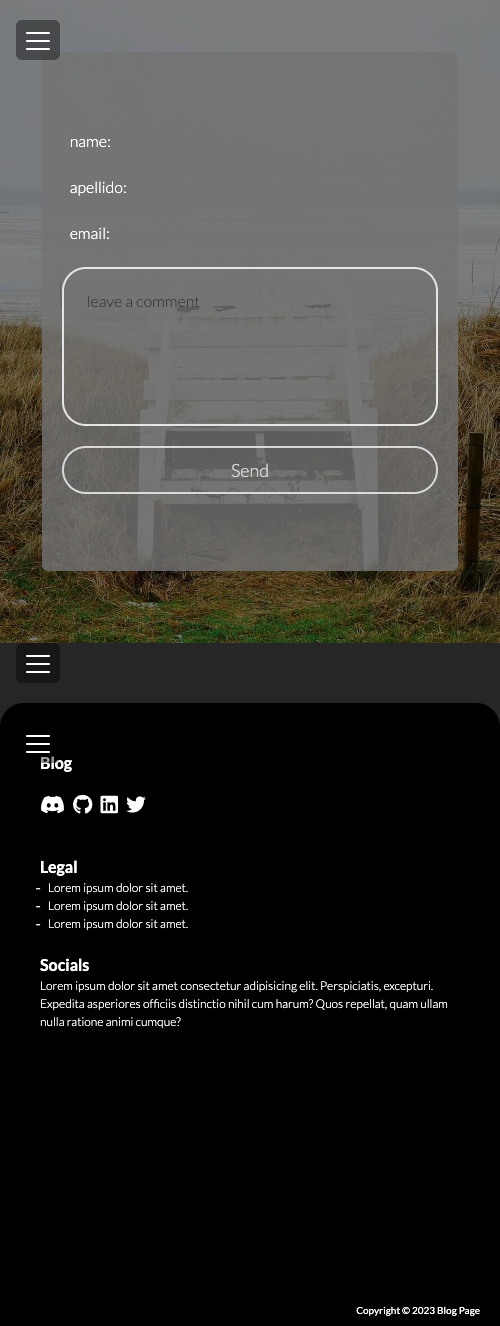 name:
apellido:
email:
leave a comment
Send
Blog
Legal
- Lorem ipsum dolor sit amet.
- Lorem ipsum dolor sit amet.
- Lorem ipsum dolor sit amet.
Socials
Lorem ipsum dolor sit amet consectetur adipisicing elit. Perspiciatis, excepturi.
Expedita asperiores officiis distinctio nihil cum harum? Quos repellat, quam ullam
nulla ratione animi cumque?
Copyright © 2023 Blog Page